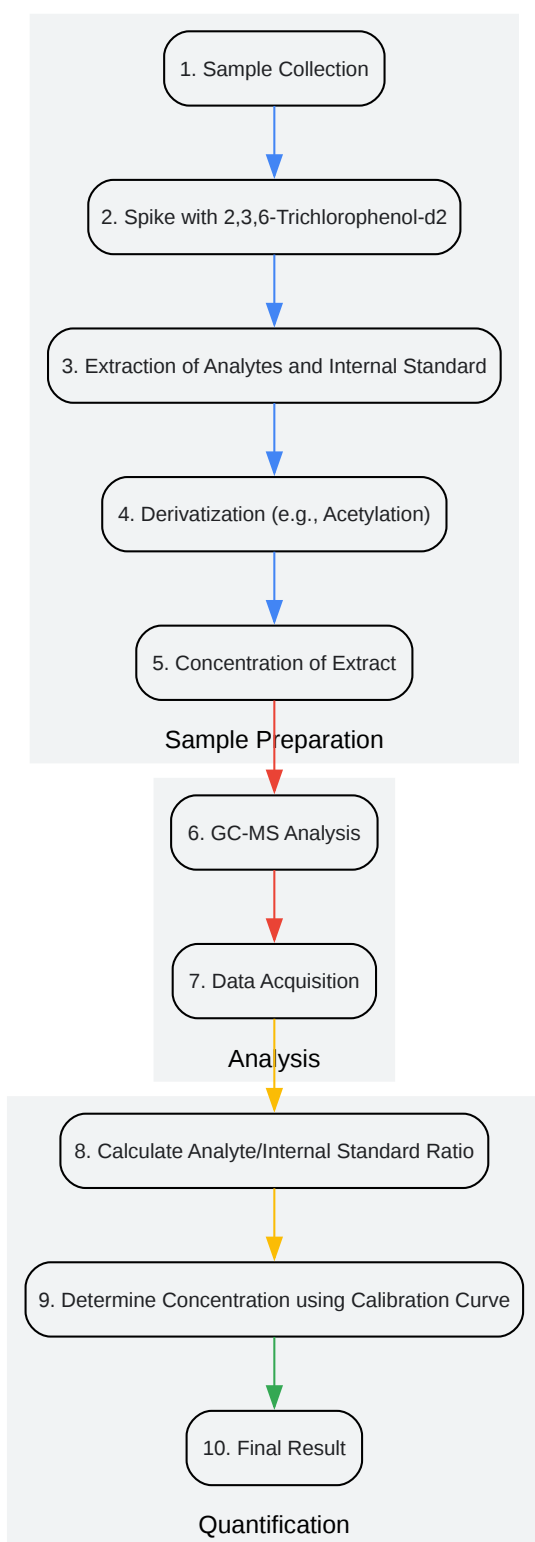 1. Sample Collection
2. Spike with 2,3,6-Trichlorophenol-d2
3. Extraction of Analytes and Internal Standard
4. Derivatization (e.g., Acetylation)
5. Concentration of Extract
Sample Preparation
6. GC-MS Analysis
7. Data Acquisition
Analysis
8. Calculate Analyte/Internal Standard Ratio
9. Determine Concentration using Calibration Curve
10. Final Result
Quantification